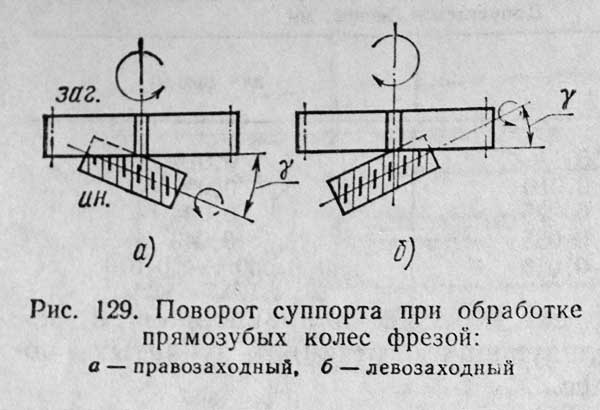 заг.
γ
γ
ин.
а)
б)
Рис. 129. Поворот суппорта при обработке
прямозубых колес фрезой:
а — правозаходный, б — левозаходный